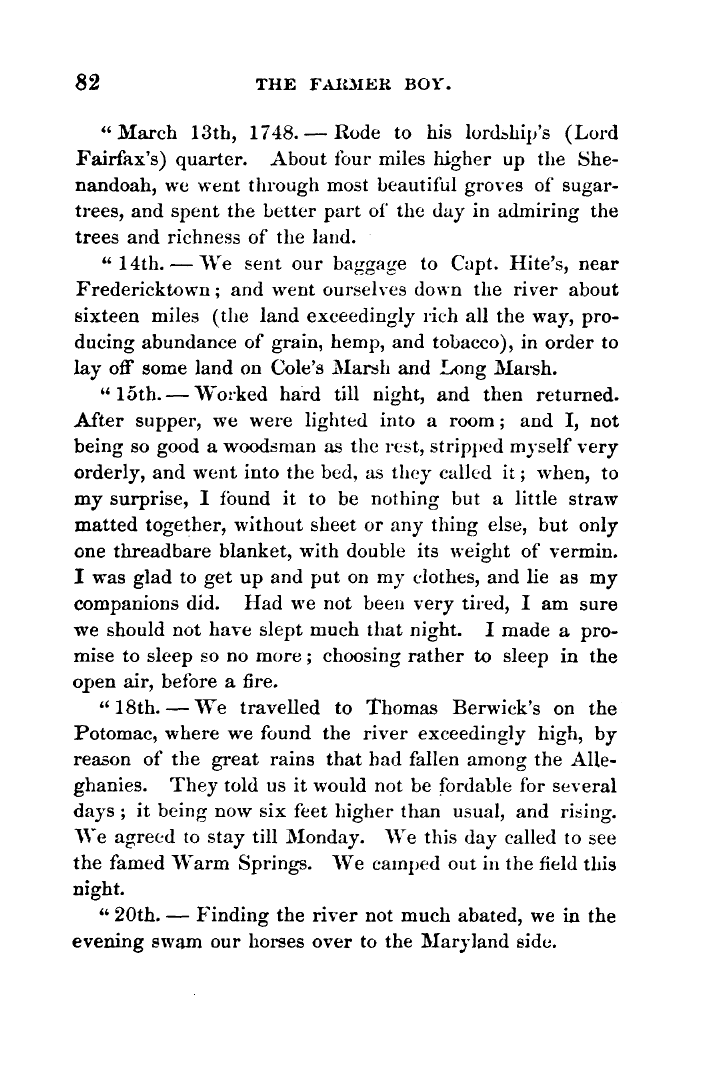 82 THE FARMER BOY.
“ March 13th, 1748. — Rode to his lordship's (Lord
Fairfax's) quarter. About four miles higher up the She-
nandoah, we went through most beautiful groves of sugar-
trees, and spent the better part of the day in admiring the
trees and richness of the land.
“ 14th. — We sent our baggage to Capt. Hite's, near
Fredericktown ; and went ourselves down the river about
sixteen miles (the land exceedingly rich all the way, pro-
ducing abundance of grain, hemp, and tobacco), in order to
lay off some land on Cole's Marsh and Long Marsh.
“ 15th. — Worked hard till night, and then returned.
After supper, we were lighted into a room ; and I, not
being so good a woodsman as the rest, stripped myself very
orderly, and went into the bed, as they called it ; when, to
my surprise, I found it to be nothing but a little straw
matted together, without sheet or any thing else, but only
one threadbare blanket, with double its weight of vermin.
I was glad to get up and put on my clothes, and lie as my
companions did. Had we not been very tired, I am sure
we should not have slept much that night. I made a pro-
mise to sleep so no more ; choosing rather to sleep in the
open air, before a fire.
“ 18th. — We travelled to Thomas Berwick's on the
Potomac, where we found the river exceedingly high, by
reason of the great rains that had fallen among the Alle-
ghanies. They told us it would not be fordable for several
days ; it being now six feet higher than usual, and rising.
We agreed to stay till Monday. We this day called to see
the famed Warm Springs. We camped out in the field this
night.
“ 20th. — Finding the river not much abated, we in the
evening swam our horses over to the Maryland side.